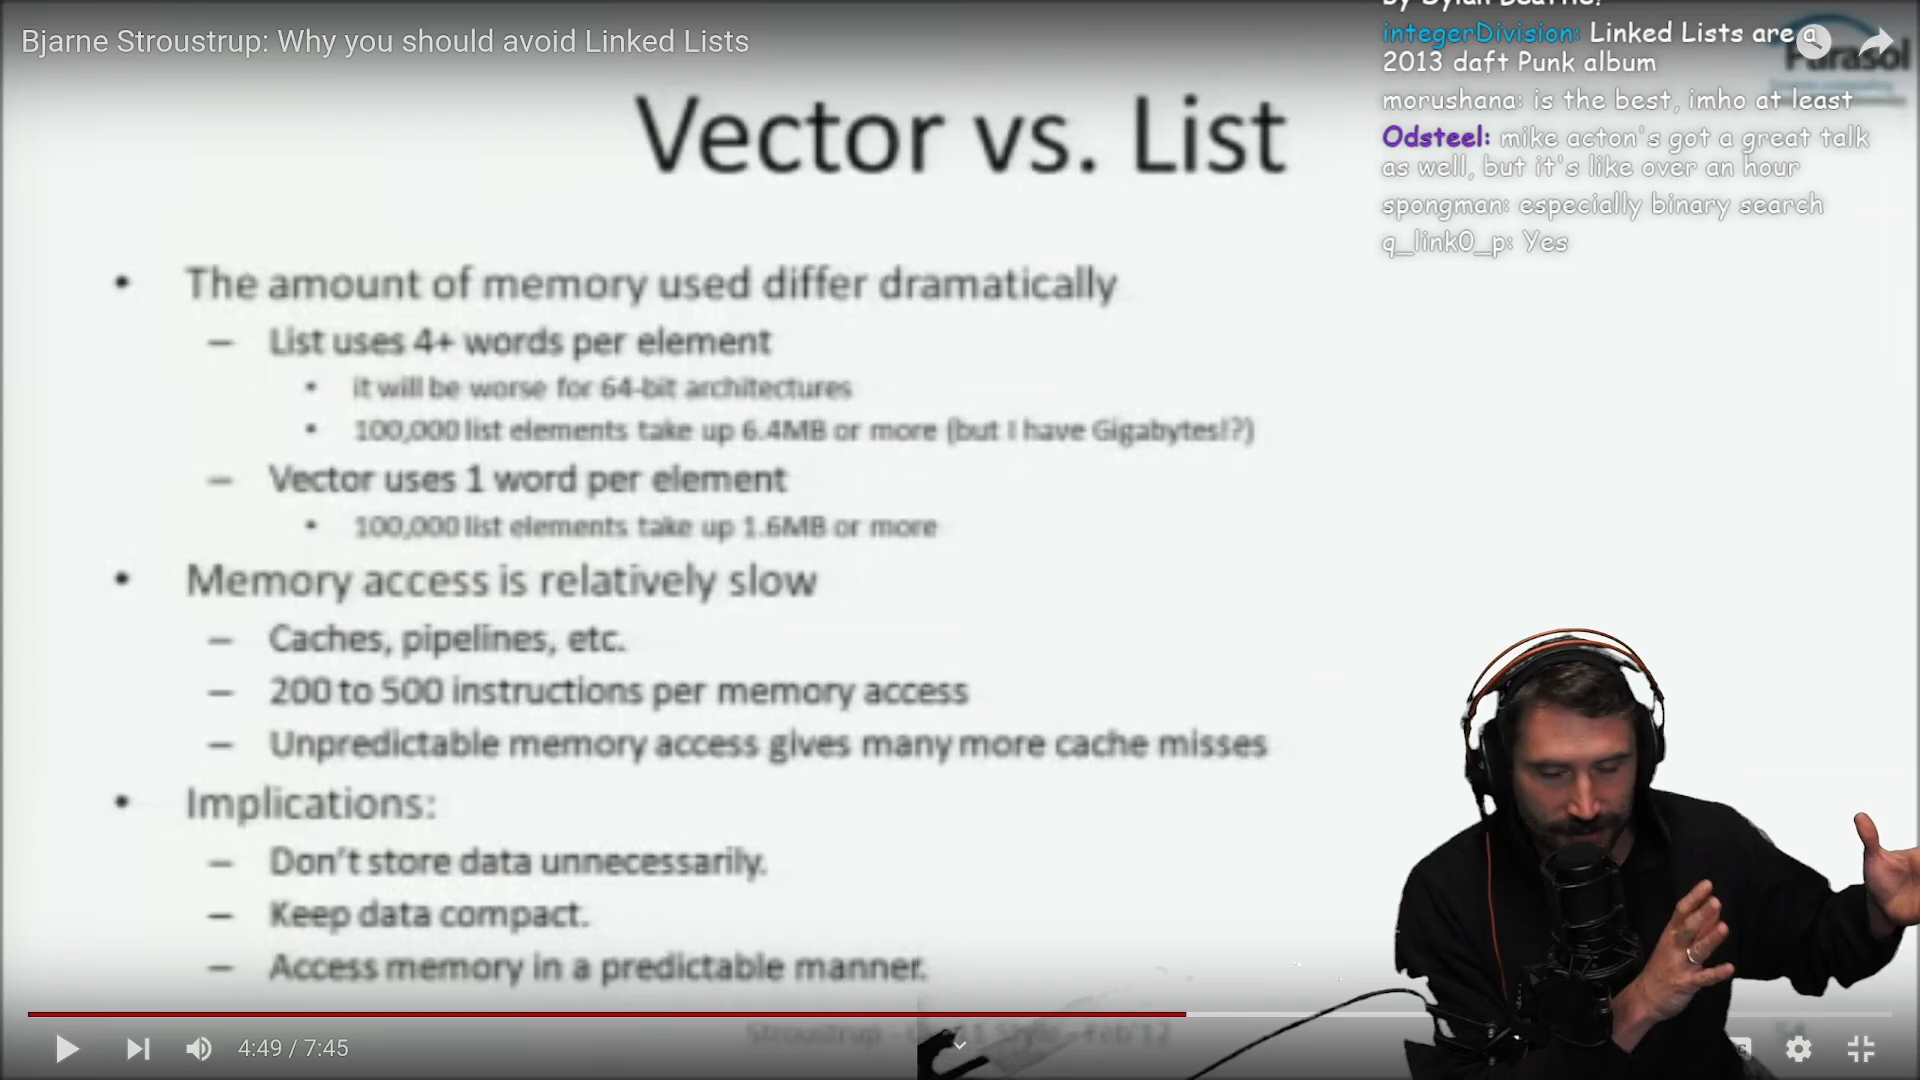 Bjarne Stroustrup: Why you should avoid Linked Lists
Vector vs. List
• The amount of memory used differ dramatically
– List uses 4+ words per element
• it will be worse for 64-bit architectures
• 100,000 list elements take up 6.4MB or more (but I have Gigabytes!?)
– Vector uses 1 word per element
• 100,000 list elements take up 1.6MB or more
• Memory access is relatively slow
– Caches, pipelines, etc.
– 200 to 500 instructions per memory access
– Unpredictable memory access gives many more cache misses
• Implications:
– Don't store data unnecessarily.
– Keep data compact.
– Access memory in a predictable manner.
Stroustrup - Style - Feb'12
4:49 / 7:45
integerDivision: Linked Lists are a
2013 daft Punk album
morushana: is the best, imho at least
Odsteel: mike acton's got a great talk
as well, but it's like over an hour
spongman: especially binary search
q_link0_p: Yes
Parasol